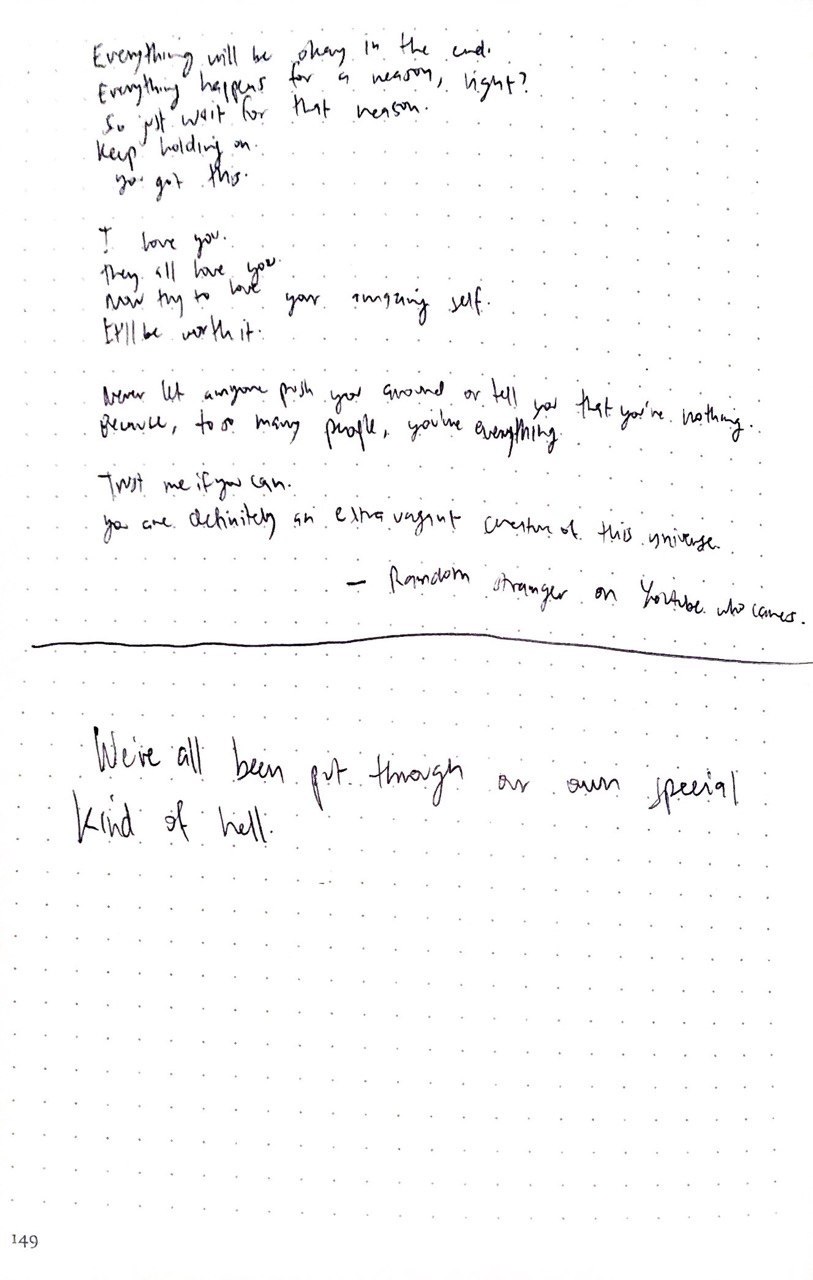 Everything will be okay in the end.
Everything happens for a reason, right?
So just wait for that reason.
Keep holding on.
you got this.
I love you.
They all love you.
Now try to love your amazing self.
It'll be worth it.
Never let anyone push you around or tell you that you're nothing.
Because, to so many people, you're everything
Trust me if you can.
you are definitely an extravagant creature of this universe.
— Random stranger on Youtube who cares.
We've all been put through our own special
kind of hell.
149